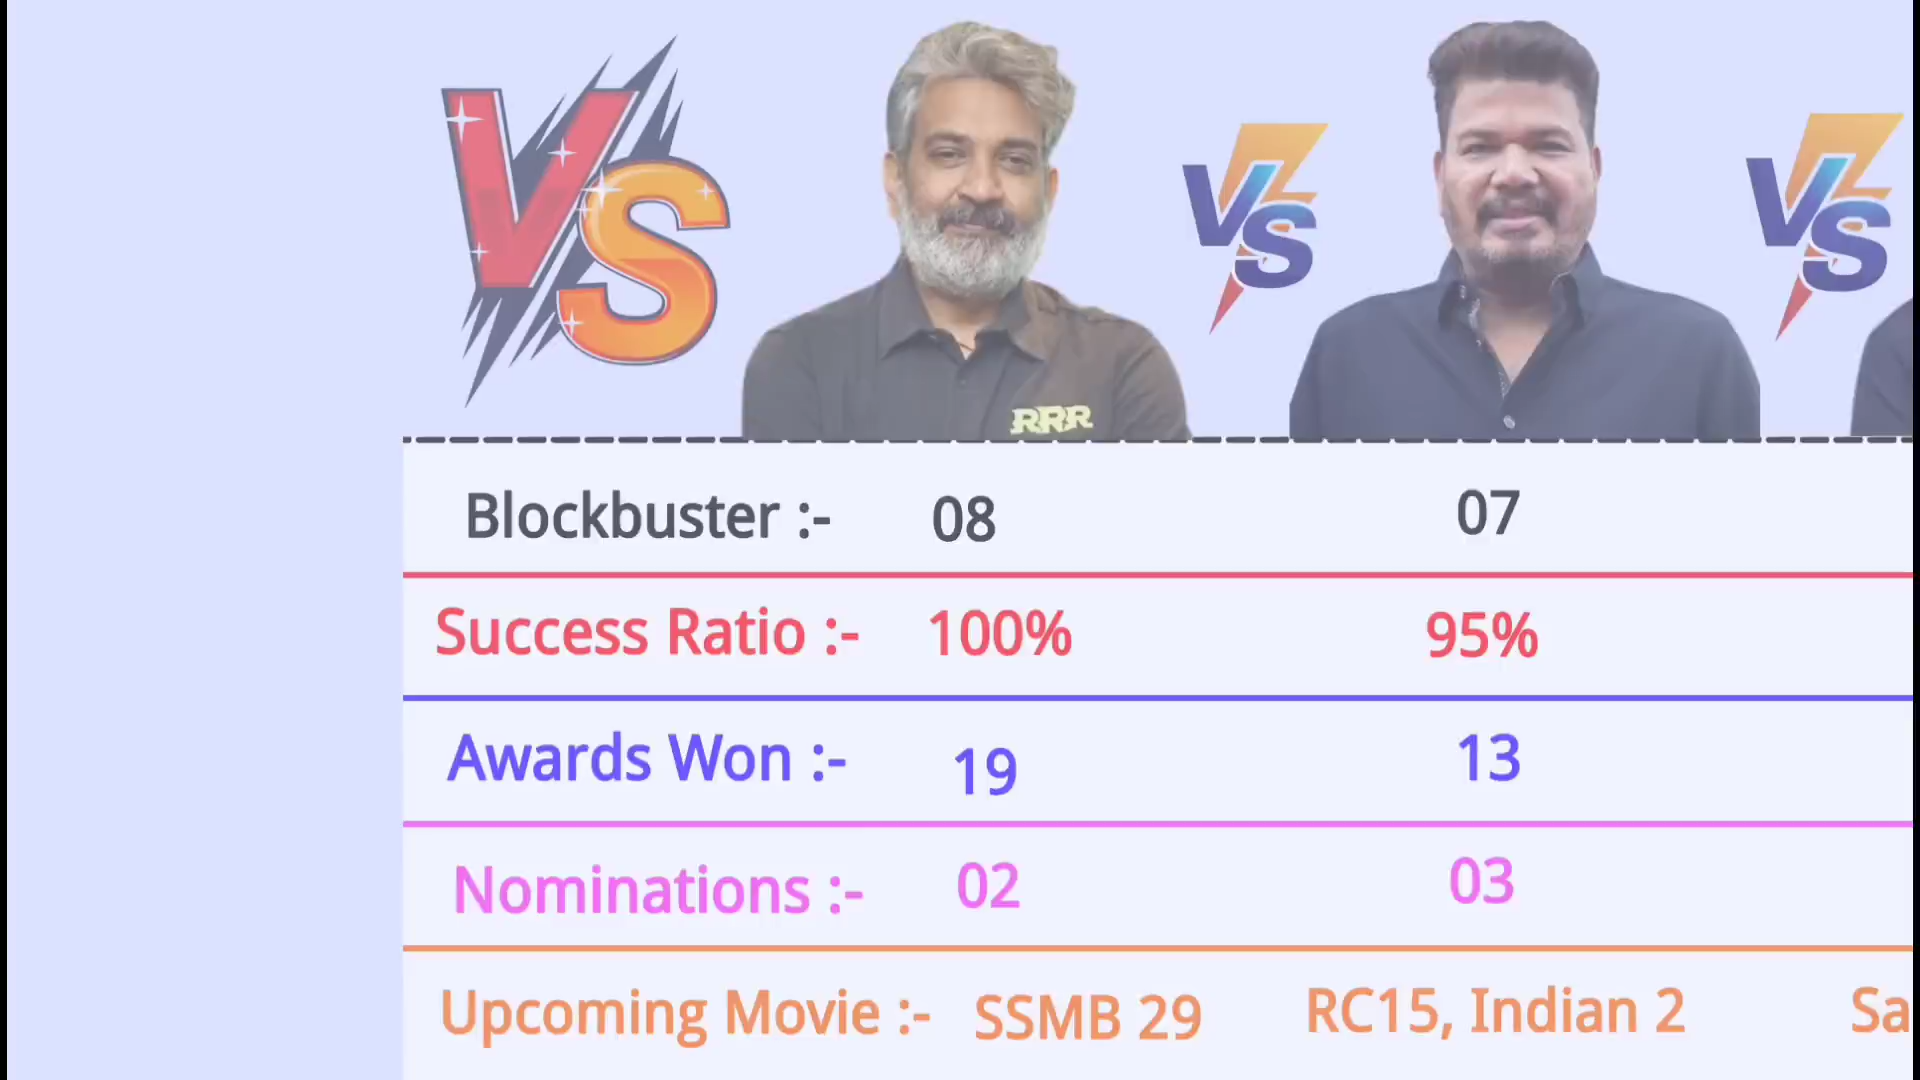 VS
RRR
VS
VS
Blockbuster :- 08 07
Success Ratio :- 100% 95%
Awards Won :- 19 13
Nominations :- 02 03
Upcoming Movie :- SSMB 29 RC15, Indian 2 Sa